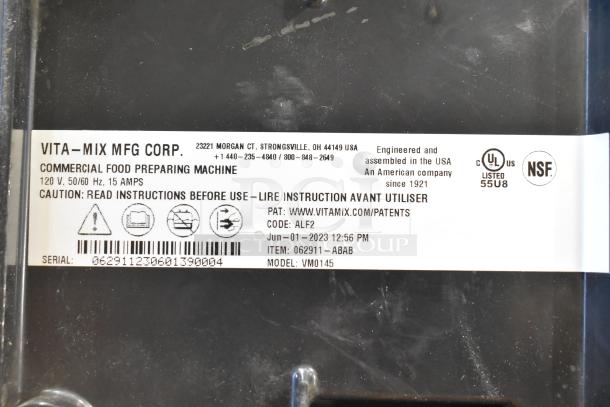 VITA-MIX MFG CORP.
23221 MORGAN CT, STRONGSVILLE, OH 44149 USA
+1 440-235-4840 / 800-848-2649
COMMERCIAL FOOD PREPARING MACHINE
120 V, 50/60 Hz, 15 AMPS
Engineered and
assembled in the USA
An American company
since 1921
C UL US
LISTED
55U8
NSF
CAUTION: READ INSTRUCTIONS BEFORE USE-LIRE INSTRUCTION AVANT UTILISER
PAT: WWW.VITAMIX.COM/PATENTS
CODE: ALF2
Jun-01-2023 12:56 PM
ITEM: 062911-ABAB
MODEL: VM0145
SERIAL: 062911230601390004